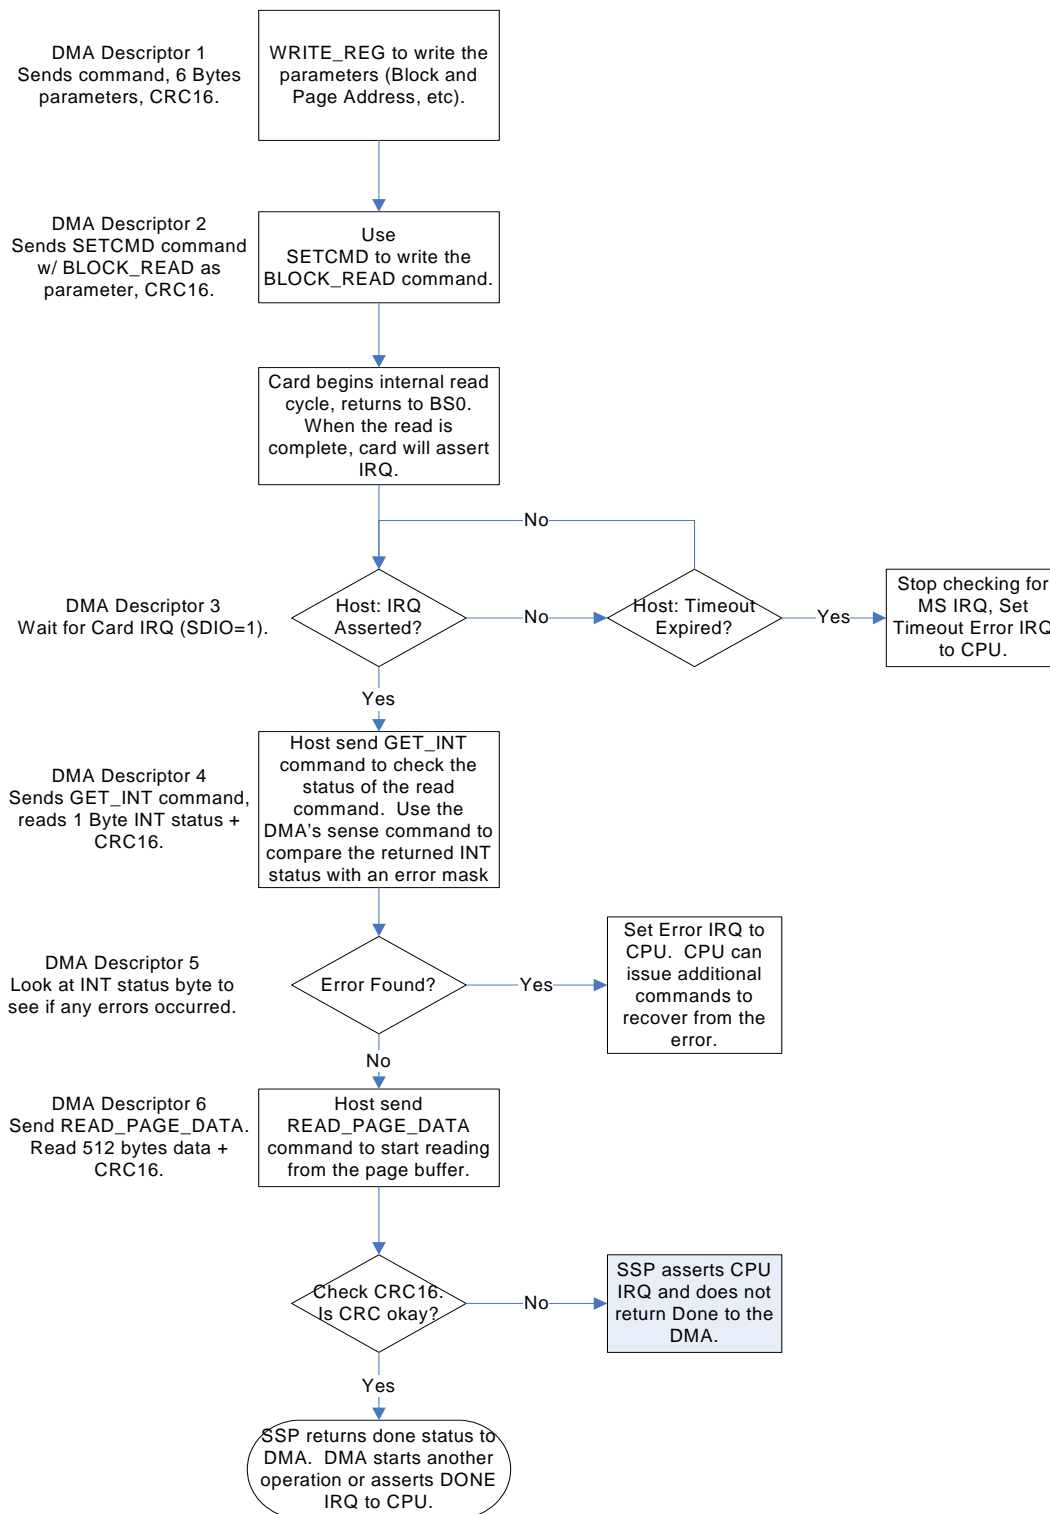 DMA Descriptor 1
Sends command, 6 Bytes
parameters, CRC16.
WRITE_REG to write the
parameters (Block and
Page Address, etc).
DMA Descriptor 2
Sends SETCMD command
w/ BLOCK_READ as
parameter, CRC16.
Use
SETCMD to write the
BLOCK_READ command.
Card begins internal read
cycle, returns to BS0.
When the read is
complete, card will assert
IRQ.
No
DMA Descriptor 3
Wait for Card IRQ (SDIO=1).
Host: IRQ
Asserted?
No
Host: Timeout
Expired?
Yes
Stop checking for
MS IRQ, Set
Timeout Error IRQ
to CPU.
Yes
DMA Descriptor 4
Sends GET_INT command,
reads 1 Byte INT status +
CRC16.
Host send GET_INT
command to check the
status of the read
command.  Use the
DMA's sense command to
compare the returned INT
status with an error mask
DMA Descriptor 5
Look at INT status byte to
see if any errors occurred.
Error Found?
Yes
Set Error IRQ to
CPU.  CPU can
issue additional
commands to
recover from the
error.
No
DMA Descriptor 6
Send READ_PAGE_DATA.
Read 512 bytes data +
CRC16.
Host send
READ_PAGE_DATA
command to start reading
from the page buffer.
Check CRC16.
Is CRC okay?
No
SSP asserts CPU
IRQ and does not
return Done to the
DMA.
Yes
SSP returns done status to
DMA.  DMA starts another
operation or asserts DONE
IRQ to CPU.